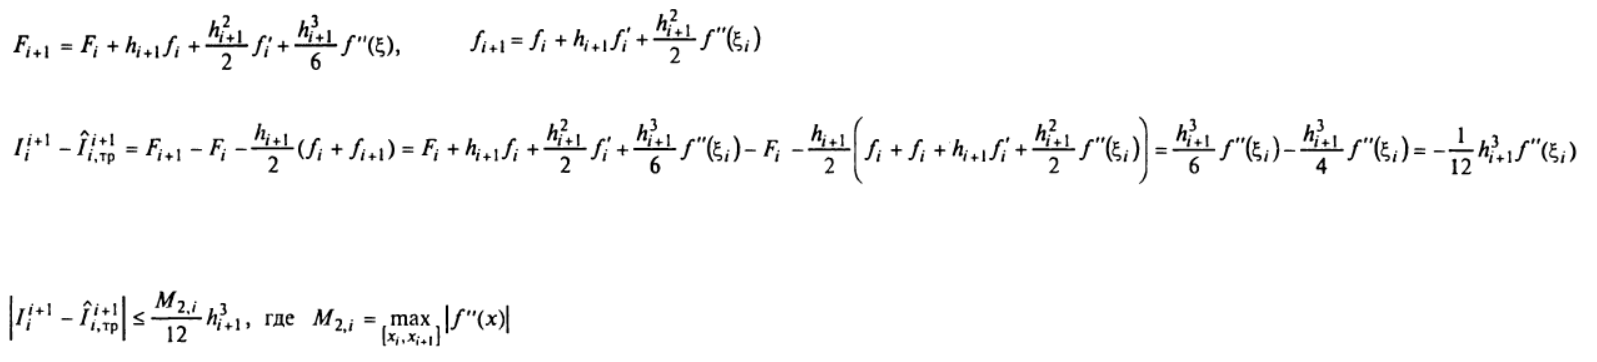 $F_{i+1} = F_i + h_{i+1} f_i + \frac{h_{i+1}^2}{2} f_i' + \frac{h_{i+1}^3}{6} f''(\xi), \qquad f_{i+1} = f_i + h_{i+1} f_i' + \frac{h_{i+1}^2}{2} f''(\xi_i)$
$I_i^{i+1} - \hat{I}_{i,\text{тр}}^{i+1} = F_{i+1} - F_i - \frac{h_{i+1}}{2}(f_i + f_{i+1}) = F_i + h_{i+1} f_i + \frac{h_{i+1}^2}{2} f_i' + \frac{h_{i+1}^3}{6} f''(\xi_i) - F_i - \frac{h_{i+1}}{2}\left(f_i + f_i + h_{i+1} f_i' + \frac{h_{i+1}^2}{2} f''(\xi_i)\right) = \frac{h_{i+1}^3}{6} f''(\xi_i) - \frac{h_{i+1}^3}{4} f''(\xi_i) = -\frac{1}{12} h_{i+1}^3 f''(\xi_i)$
$\left|I_i^{i+1} - \hat{I}_{i,\text{тр}}^{i+1}\right| \le \frac{M_{2,i}}{12} h_{i+1}^3, \text{ где } M_{2,i} = \max_{[x_i, x_{i+1}]} |f''(x)|$